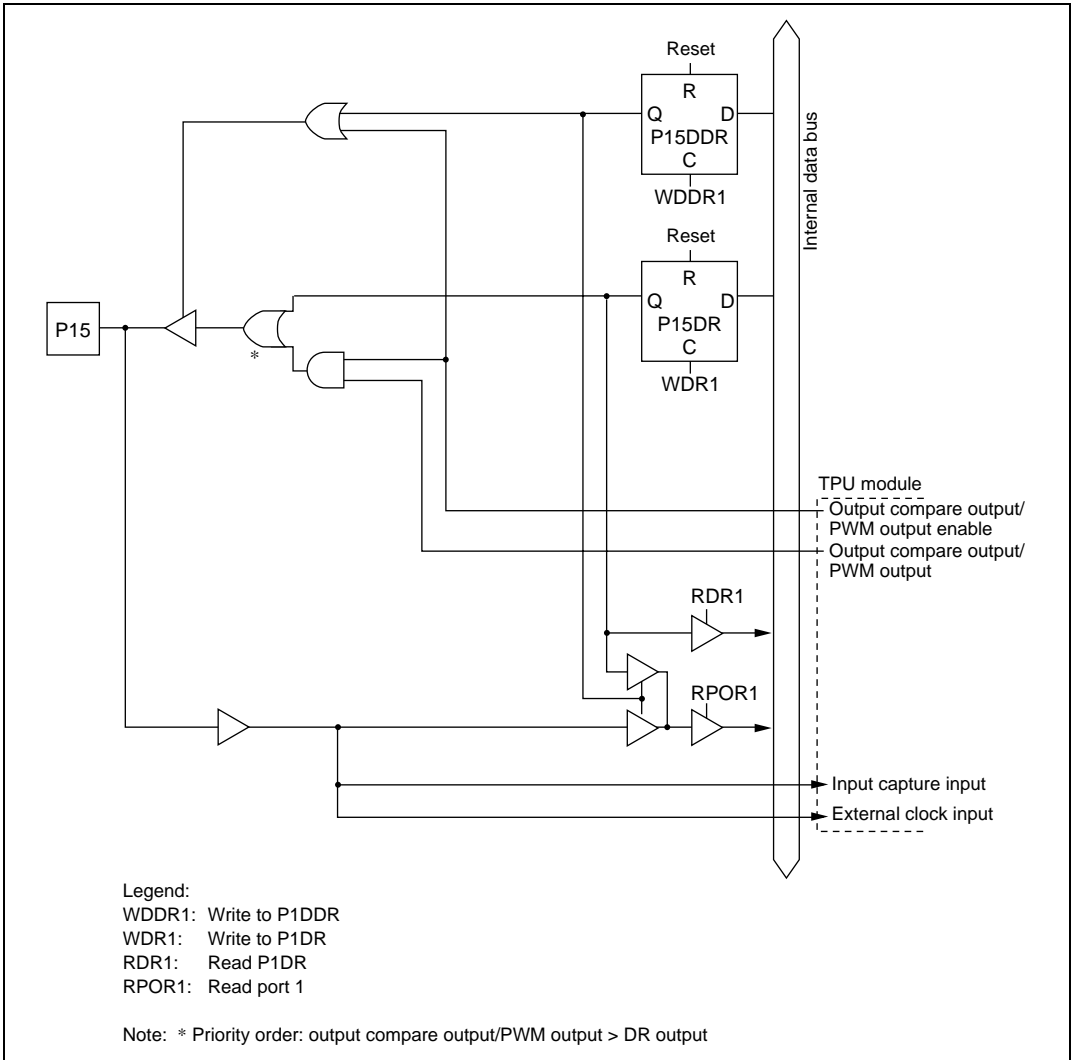 Reset
R
Q D
P15DDR
C
WDDR1
Internal data bus
Reset
R
Q D
P15DR
C
WDR1
P15
*
TPU module
Output compare output/
PWM output enable
Output compare output/
PWM output
RDR1
RPOR1
Input capture input
External clock input
Legend:
WDDR1: Write to P1DDR
WDR1: Write to P1DR
RDR1: Read P1DR
RPOR1: Read port 1
Note: * Priority order: output compare output/PWM output > DR output